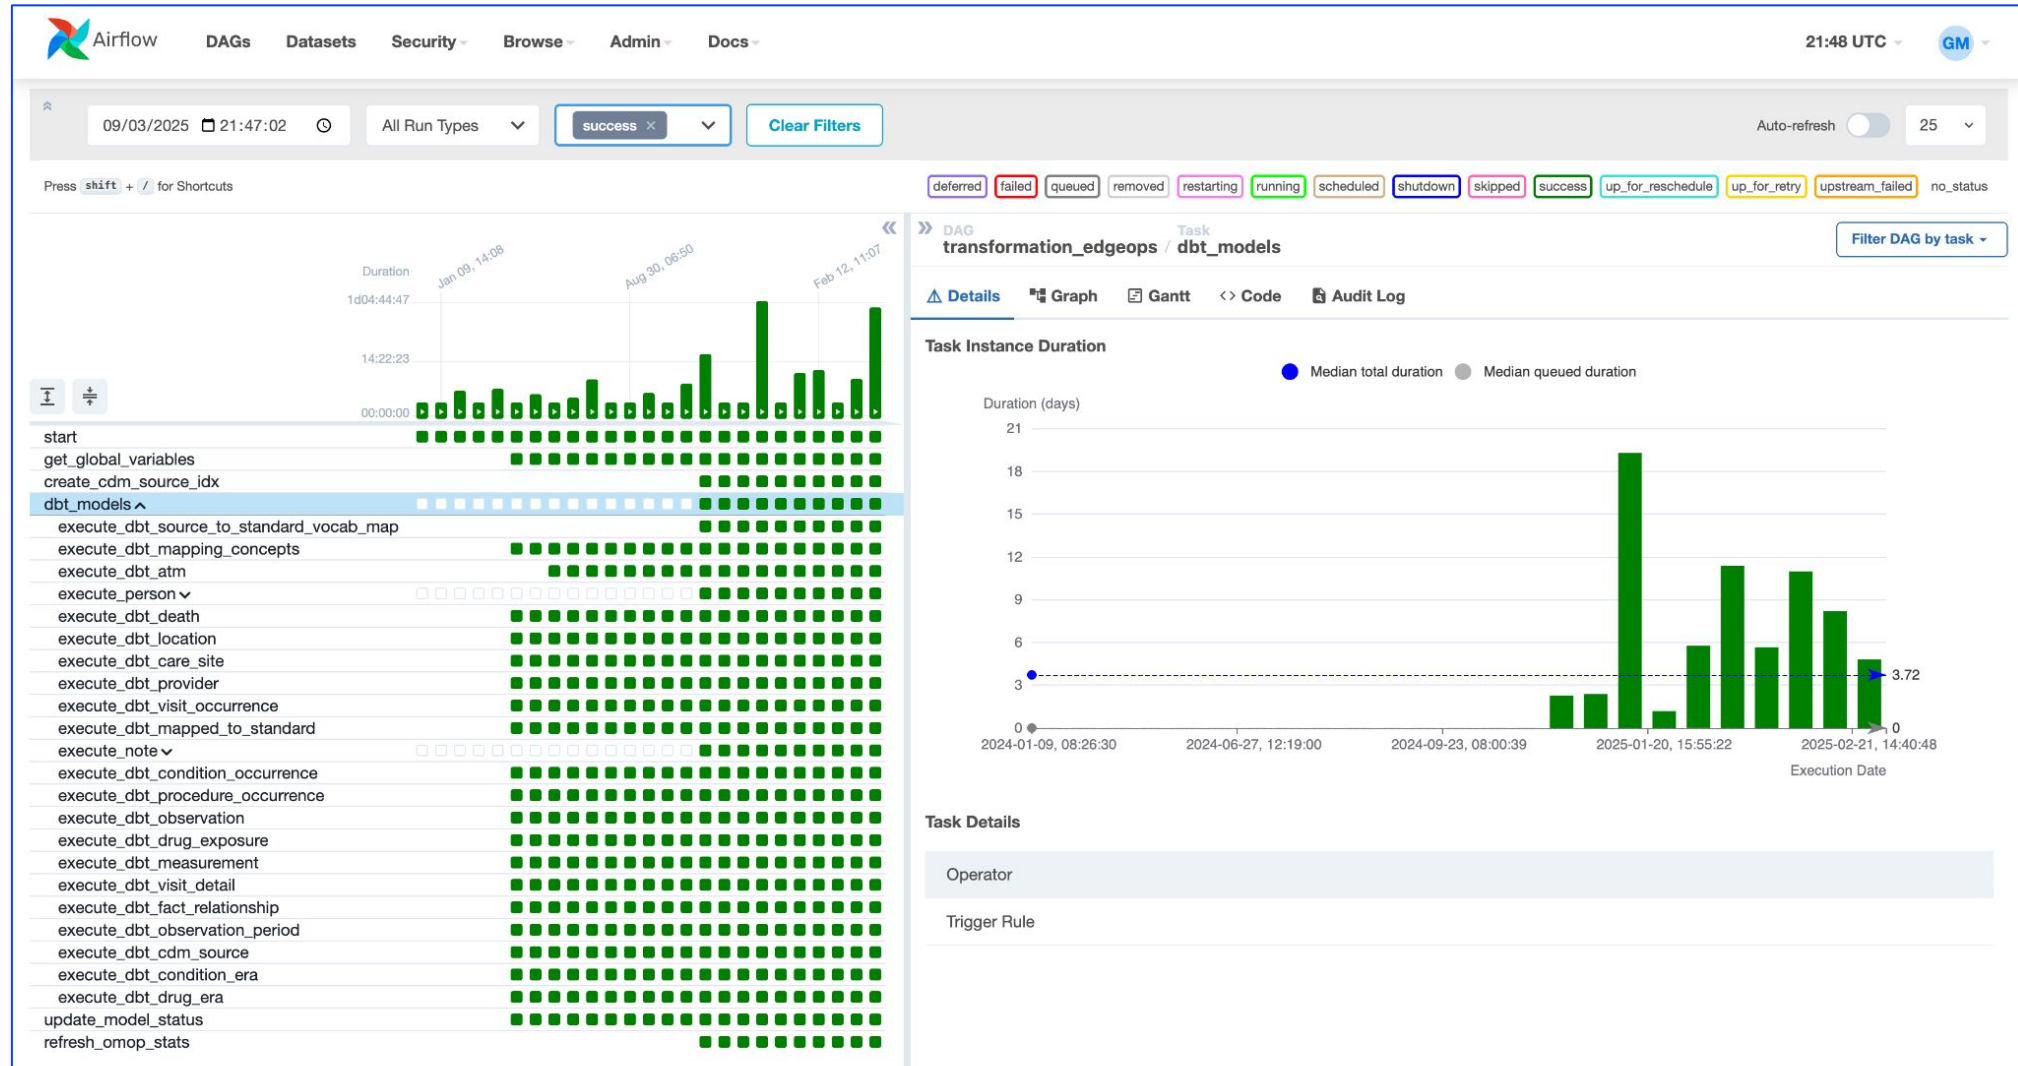 Airflow DAGs Datasets Security Browse Admin Docs 21:48 UTC GM
09/03/2025 21:47:02 All Run Types success × Clear Filters Auto-refresh 25
Press shift + / for Shortcuts
deferred failed queued removed restarting running scheduled shutdown skipped success up_for_reschedule up_for_retry upstream_failed no_status
Duration
Jan 09, 14:08
Aug 30, 06:50
Feb 12, 11:07
1d04:44:47
14:22:23
00:00:00
start
get_global_variables
create_cdm_source_idx
dbt_models
execute_dbt_source_to_standard_vocab_map
execute_dbt_mapping_concepts
execute_dbt_atm
execute_person
execute_dbt_death
execute_dbt_location
execute_dbt_care_site
execute_dbt_provider
execute_dbt_visit_occurrence
execute_dbt_mapped_to_standard
execute_note
execute_dbt_condition_occurrence
execute_dbt_procedure_occurrence
execute_dbt_observation
execute_dbt_drug_exposure
execute_dbt_measurement
execute_dbt_visit_detail
execute_dbt_fact_relationship
execute_dbt_observation_period
execute_dbt_cdm_source
execute_dbt_condition_era
execute_dbt_drug_era
update_model_status
refresh_omop_stats
DAG Task
transformation_edgeops / dbt_models
Filter DAG by task
Details Graph Gantt Code Audit Log
Task Instance Duration
Median total duration Median queued duration
Duration (days)
21
18
15
12
9
6
3
0
3.72
0
2024-01-09, 08:26:30 2024-06-27, 12:19:00 2024-09-23, 08:00:39 2025-01-20, 15:55:22 2025-02-21, 14:40:48
Execution Date
Task Details
Operator
Trigger Rule